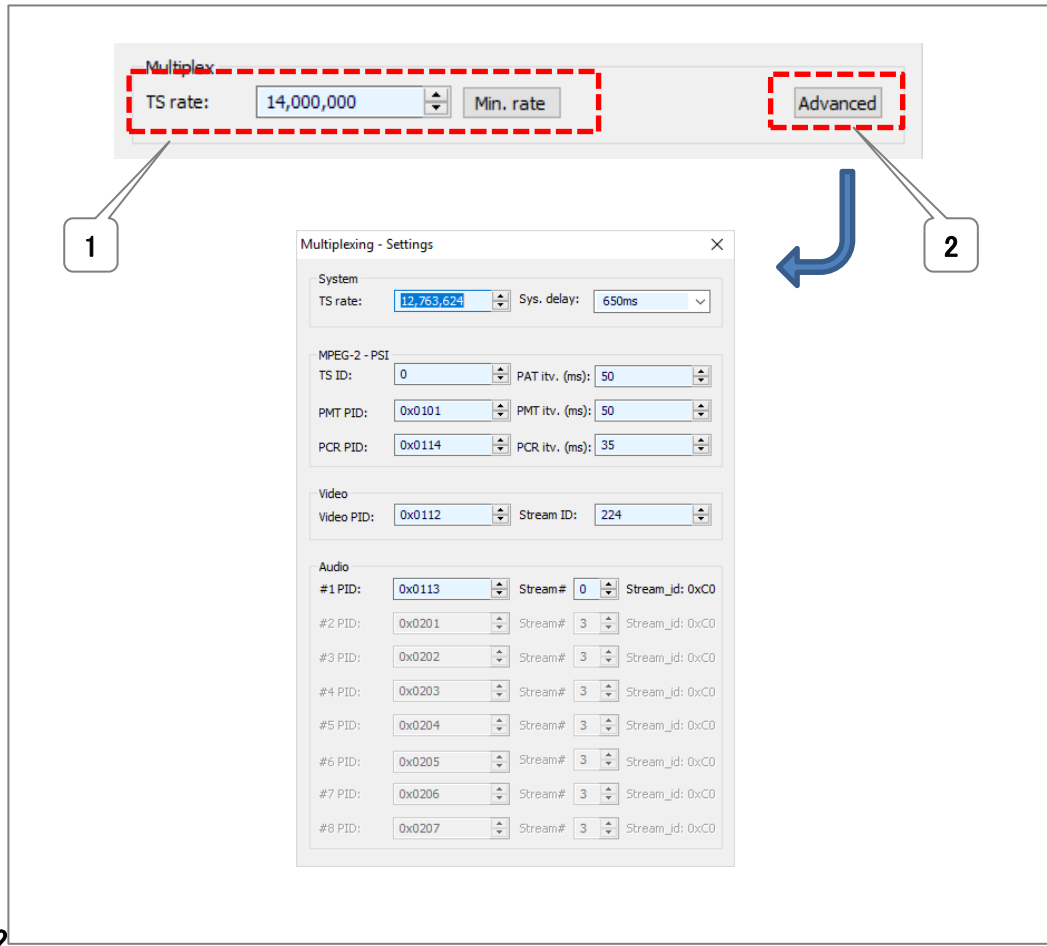 Multiplex
TS rate: 14,000,000 Min. rate Advanced
1 2
Multiplexing - Settings
System
TS rate: 12,763,624 Sys. delay: 650ms
MPEG-2 - PSI
TS ID: 0 PAT itv. (ms): 50
PMT PID: 0x0101 PMT itv. (ms): 50
PCR PID: 0x0114 PCR itv. (ms): 35
Video
Video PID: 0x0112 Stream ID: 224
Audio
#1 PID: 0x0113 Stream# 0 Stream_id: 0xC0
#2 PID: 0x0201 Stream# 3 Stream_id: 0xC0
#3 PID: 0x0202 Stream# 3 Stream_id: 0xC0
#4 PID: 0x0203 Stream# 3 Stream_id: 0xC0
#5 PID: 0x0204 Stream# 3 Stream_id: 0xC0
#6 PID: 0x0205 Stream# 3 Stream_id: 0xC0
#7 PID: 0x0206 Stream# 3 Stream_id: 0xC0
#8 PID: 0x0207 Stream# 3 Stream_id: 0xC0